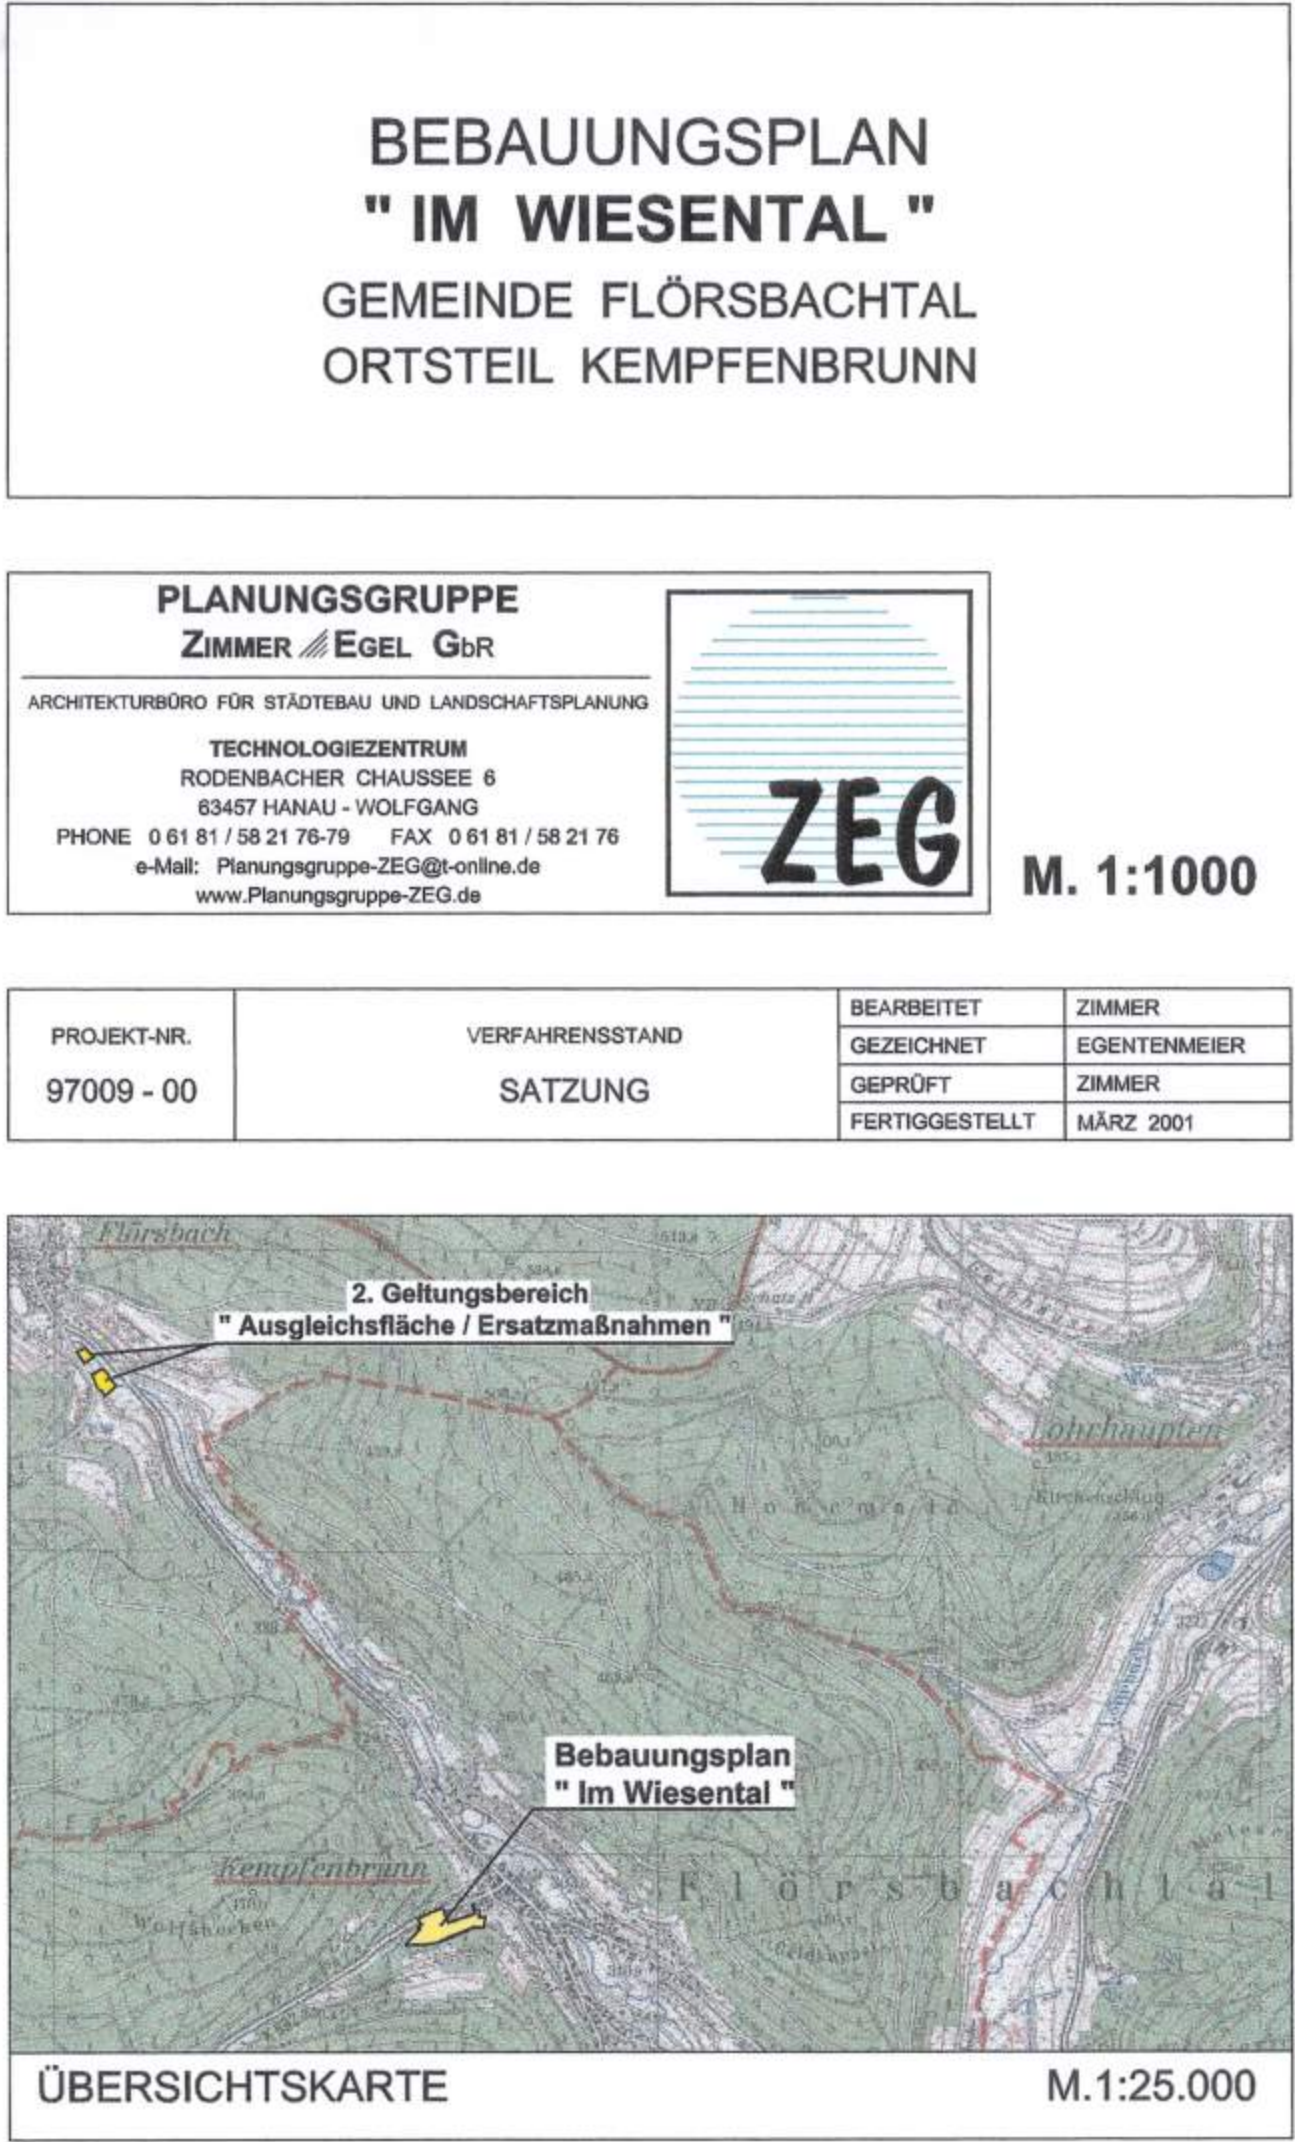 BEBAUUNGSPLAN
" IM WIESENTAL "
GEMEINDE FLÖRSBACHTAL
ORTSTEIL KEMPFENBRUNN
PLANUNGSGRUPPE
ZIMMER EGEL GbR
ARCHITEKTURBÜRO FÜR STÄDTEBAU UND LANDSCHAFTSPLANUNG
TECHNOLOGIEZENTRUM
RODENBACHER CHAUSSEE 6
63457 HANAU - WOLFGANG
PHONE 0 61 81 / 58 21 76-79 FAX 0 61 81 / 58 21 76
e-Mail: Planungsgruppe-ZEG@t-online.de
www.Planungsgruppe-ZEG.de
ZEG
M. 1:1000
PROJEKT-NR.
97009 - 00
VERFAHRENSSTAND
SATZUNG
BEARBEITET ZIMMER
GEZEICHNET EGENTENMEIER
GEPRÜFT ZIMMER
FERTIGGESTELLT MÄRZ 2001
Flörsbach
2. Geltungsbereich
" Ausgleichsfläche / Ersatzmaßnahmen "
Lohrhaupten
Bebauungsplan
" Im Wiesental "
Kempfenbrunn
Flörsbachtal
ÜBERSICHTSKARTE
M.1:25.000